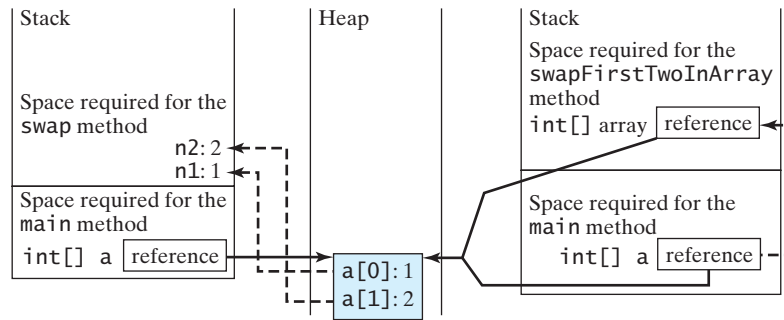 Stack
Space required for the
swap method
n2: 2
n1: 1
Space required for the
main method
int[] a reference
Heap
a[0]: 1
a[1]: 2
Stack
Space required for the
swapFirstTwoInArray
method
int[] array reference
Space required for the
main method
int[] a reference